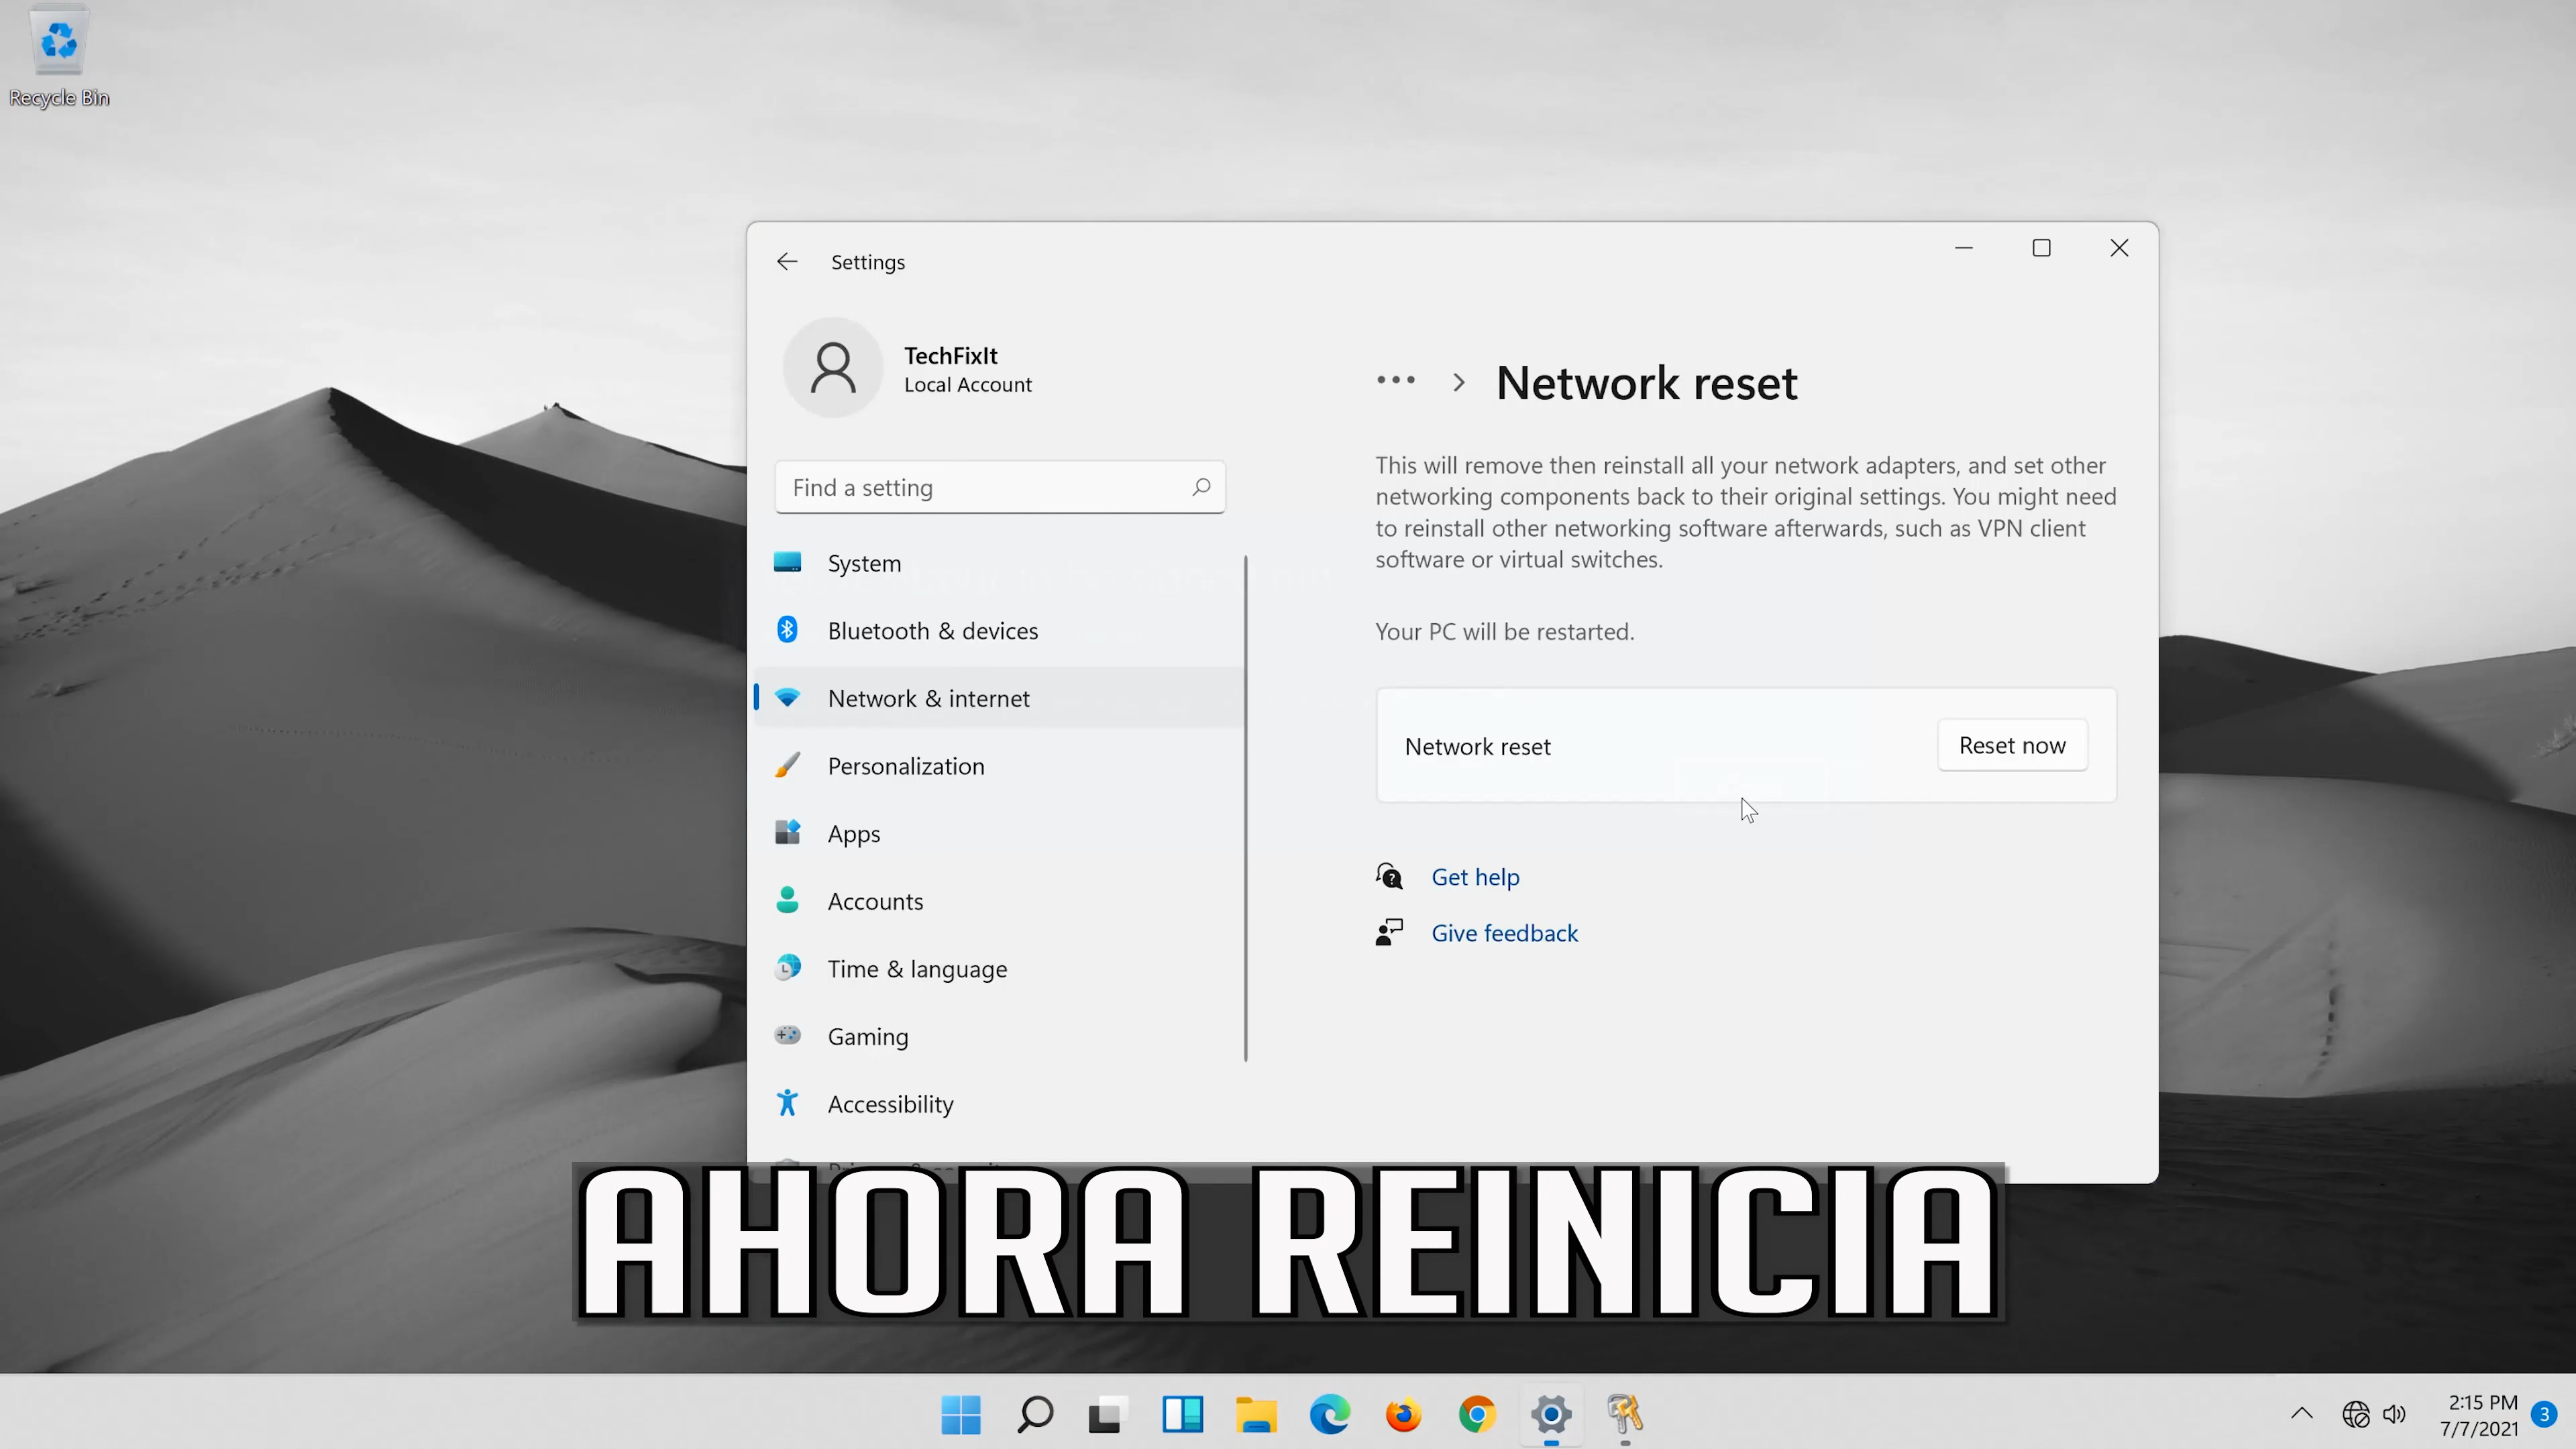 Recycle Bin
Settings
TechFixIt
Local Account
Find a setting
System
Bluetooth & devices
Network & internet
Personalization
Apps
Accounts
Time & language
Gaming
Accessibility
••• > Network reset
This will remove then reinstall all your network adapters, and set other
networking components back to their original settings. You might need
to reinstall other networking software afterwards, such as VPN client
software or virtual switches.
Your PC will be restarted.
Network reset
Reset now
Get help
Give feedback
AHORA REINICIA
2:15 PM
7/7/2021
3